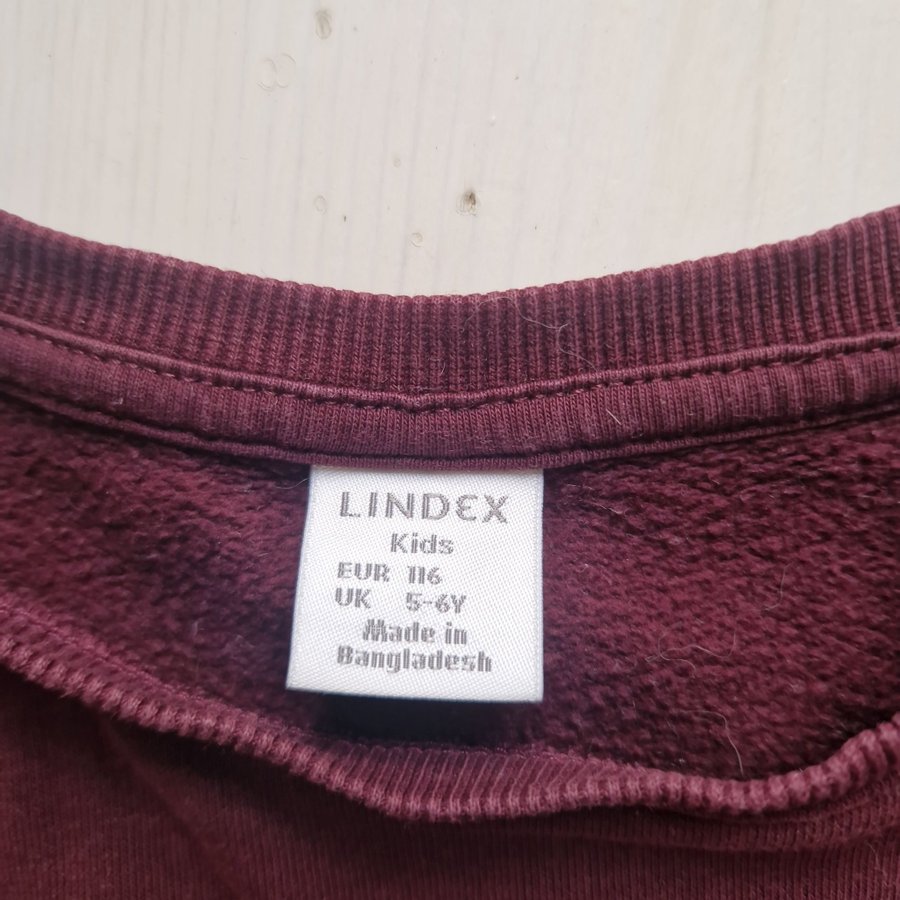 LINDEX
Kids
EUR 116
UK 5-6Y
Made in
Bangladesh